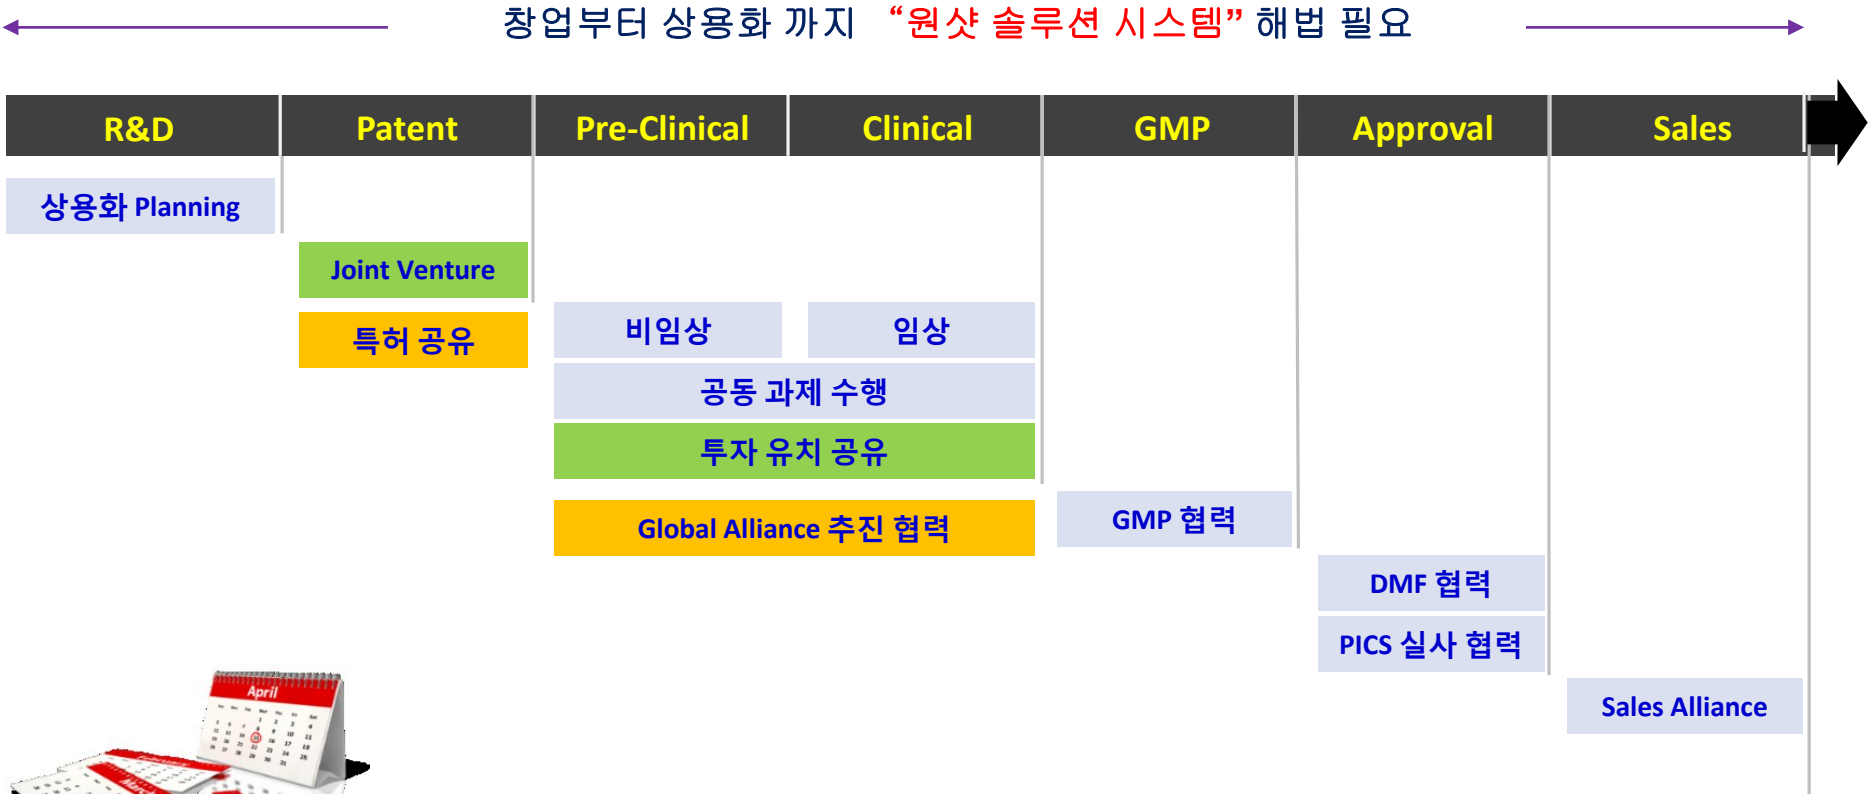 창업부터 상용화 까지 “원샷 솔루션 시스템” 해법 필요
R&D Patent Pre-Clinical Clinical GMP Approval Sales
상용화 Planning
Joint Venture
특허 공유
비임상 임상
공동 과제 수행
투자 유치 공유
Global Alliance 추진 협력
GMP 협력
DMF 협력
PICS 실사 협력
Sales Alliance
April